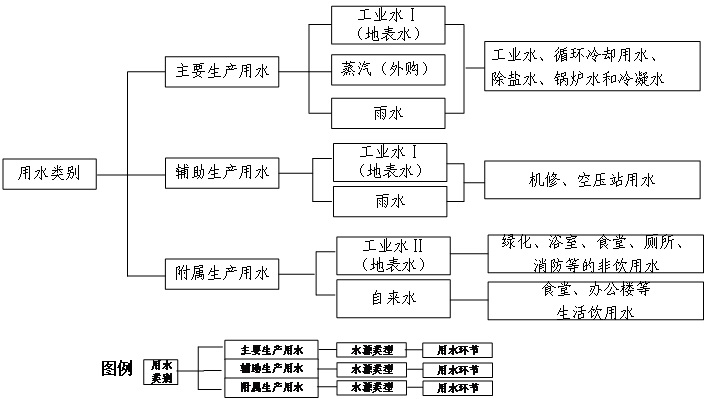 工业水Ⅰ
（地表水）
主要生产用水
蒸汽（外购）
工业水、循环冷却用水、
除盐水、锅炉水和冷凝水
雨水
用水类别
辅助生产用水
工业水Ⅰ
（地表水）
雨水
机修、空压站用水
附属生产用水
工业水Ⅱ
（地表水）
绿化、浴室、食堂、厕所、
消防等的非饮用水
自来水
食堂、办公楼等
生活饮用水
图例
用水
类别
主要生产用水
水源类型
用水环节
辅助生产用水
水源类型
用水环节
附属生产用水
水源类型
用水环节